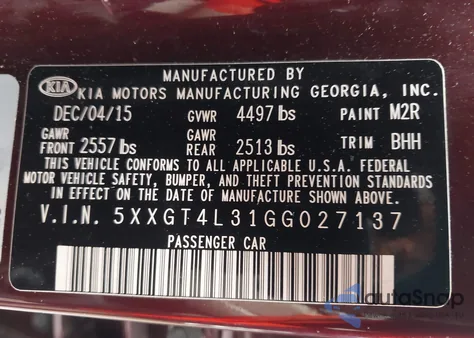 MANUFACTURED BY
KIA KIA MOTORS MANUFACTURING GEORGIA, INC.
DEC/04/15 GVWR 4497 lbs PAINT M2R
GAWR FRONT 2557 lbs GAWR REAR 2513 lbs TRIM BHH
THIS VEHICLE CONFORMS TO ALL APPLICABLE U.S.A. FEDERAL
MOTOR VEHICLE SAFETY, BUMPER, AND THEFT PREVENTION STANDARDS
IN EFFECT ON THE DATE OF MANUFACTURE SHOWN ABOVE.
V.I.N. 5XXGT4L31GG027137
PASSENGER CAR
autoSnap